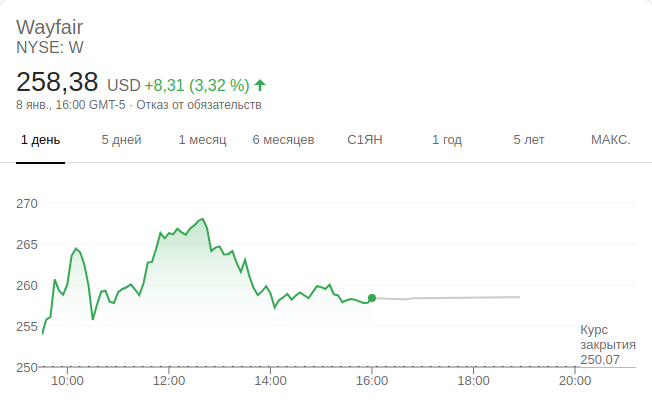 Wayfair
NYSE: W
258,38 USD +8,31 (3,32 %)
8 янв., 16:00 GMT-5 · Отказ от обязательств
1 день 5 дней 1 месяц 6 месяцев С1ЯН 1 год 5 лет МАКС.
270
265
260
255
250
Курс
закрытия
250,07
10:00 12:00 14:00 16:00 18:00 20:00